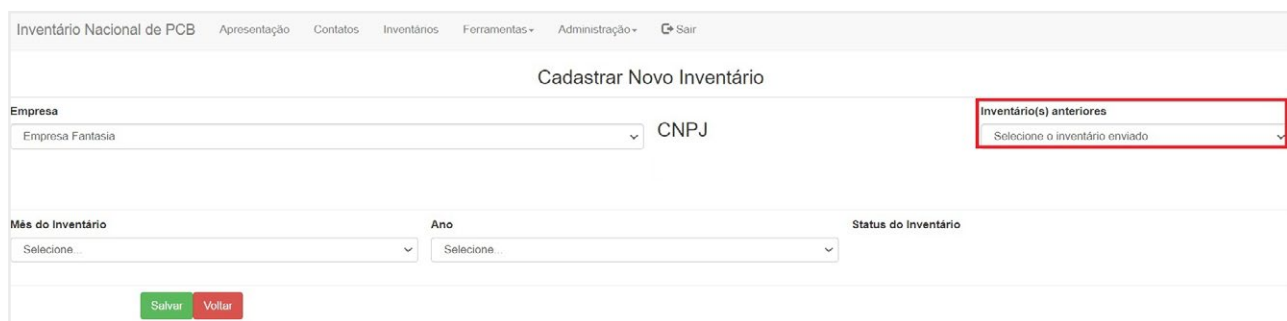 Inventário Nacional de PCB Apresentação Contatos Inventários Ferramentas Administração Sair
Cadastrar Novo Inventário
Empresa
Inventário(s) anteriores
Empresa Fantasia
CNPJ
Selecione o inventário enviado
Mês do Inventário Ano Status do Inventário
Selecione... Selecione...
Salvar Voltar